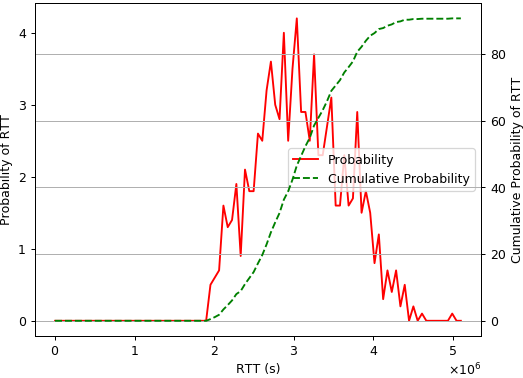 Probability of RTT
4
3
2
1
0
80
60
40
20
0
Cumulative Probability of RTT
Probability
Cumulative Probability
0 1 2 3 4 5
RTT (s)
×10⁶